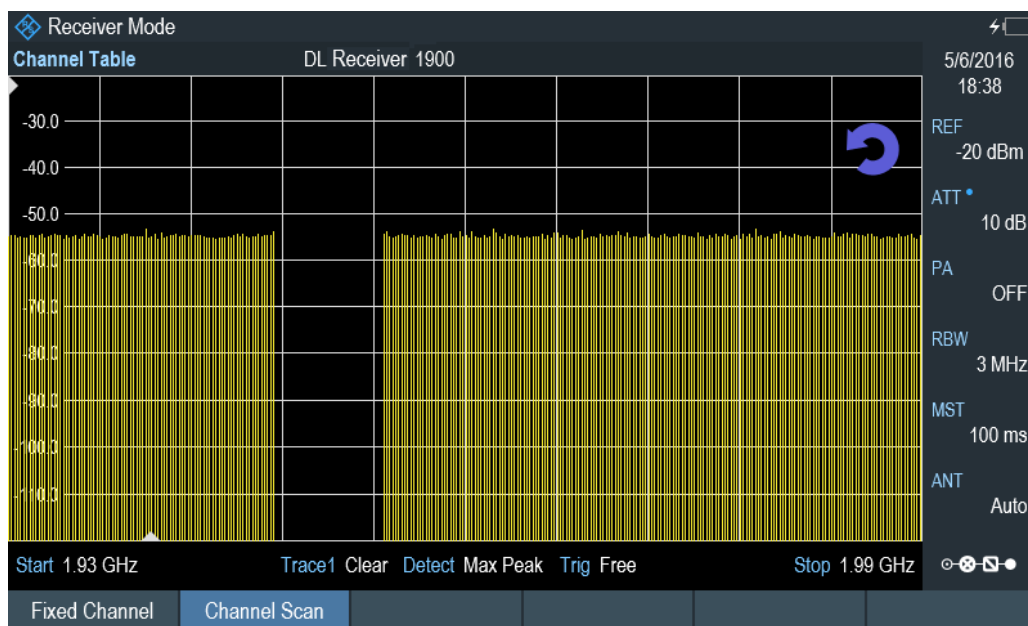 Receiver Mode
Channel Table DL Receiver 1900
5/6/2016
18:38
-30.0
-40.0
-50.0
-60.0
-70.0
-80.0
-90.0
-100.0
-110.0
REF
-20 dBm
ATT
10 dB
PA
OFF
RBW
3 MHz
MST
100 ms
ANT
Auto
Start 1.93 GHz Trace1 Clear Detect Max Peak Trig Free Stop 1.99 GHz
Fixed Channel Channel Scan